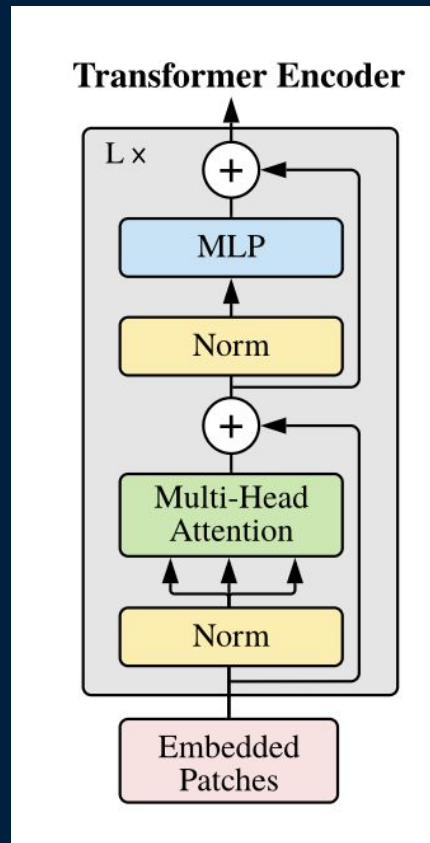 Transformer Encoder
L ×
+
MLP
Norm
+
Multi-Head
Attention
Norm
Embedded
Patches